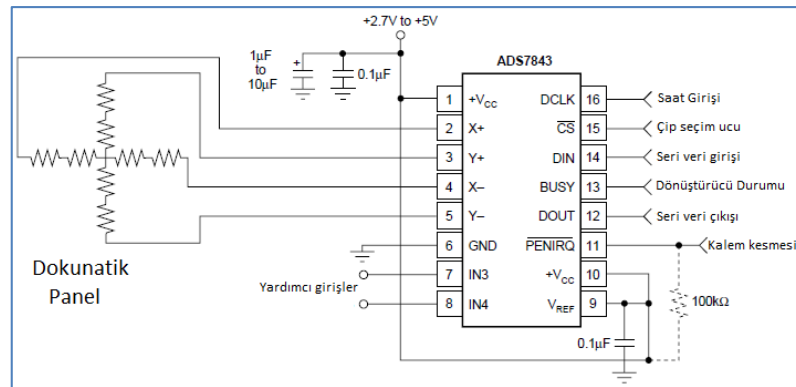 +2.7V to +5V
1µF
to
10µF
+
0.1µF
ADS7843
1 +VCC DCLK 16 Saat Girişi
2 X+ CS 15 Çip seçim ucu
3 Y+ DIN 14 Seri veri girişi
4 X– BUSY 13 Dönüştürücü Durumu
5 Y– DOUT 12 Seri veri çıkışı
6 GND PENIRQ 11 Kalem kesmesi
7 IN3 +VCC 10
8 IN4 VREF 9
Dokunatik
Panel
Yardımcı girişler
100kΩ
0.1µF